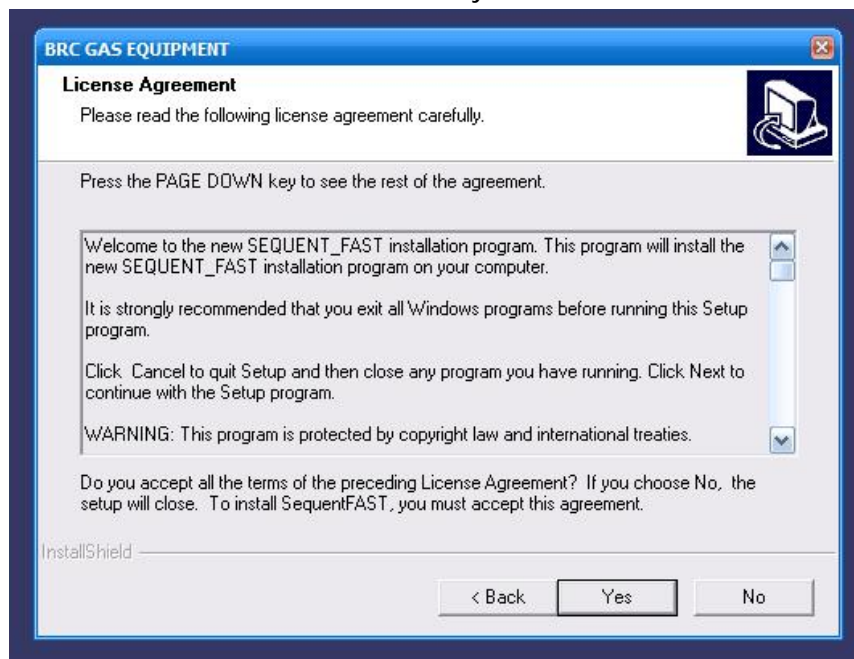 BRC GAS EQUIPMENT
License Agreement
Please read the following license agreement carefully.
Press the PAGE DOWN key to see the rest of the agreement.
Welcome to the new SEQUENT_FAST installation program. This program will install the
new SEQUENT_FAST installation program on your computer.
It is strongly recommended that you exit all Windows programs before running this Setup
program.
Click Cancel to quit Setup and then close any program you have running. Click Next to
continue with the Setup program.
WARNING: This program is protected by copyright law and international treaties.
Do you accept all the terms of the preceding License Agreement? If you choose No, the
setup will close. To install SequentFAST, you must accept this agreement.
InstallShield
< Back Yes No